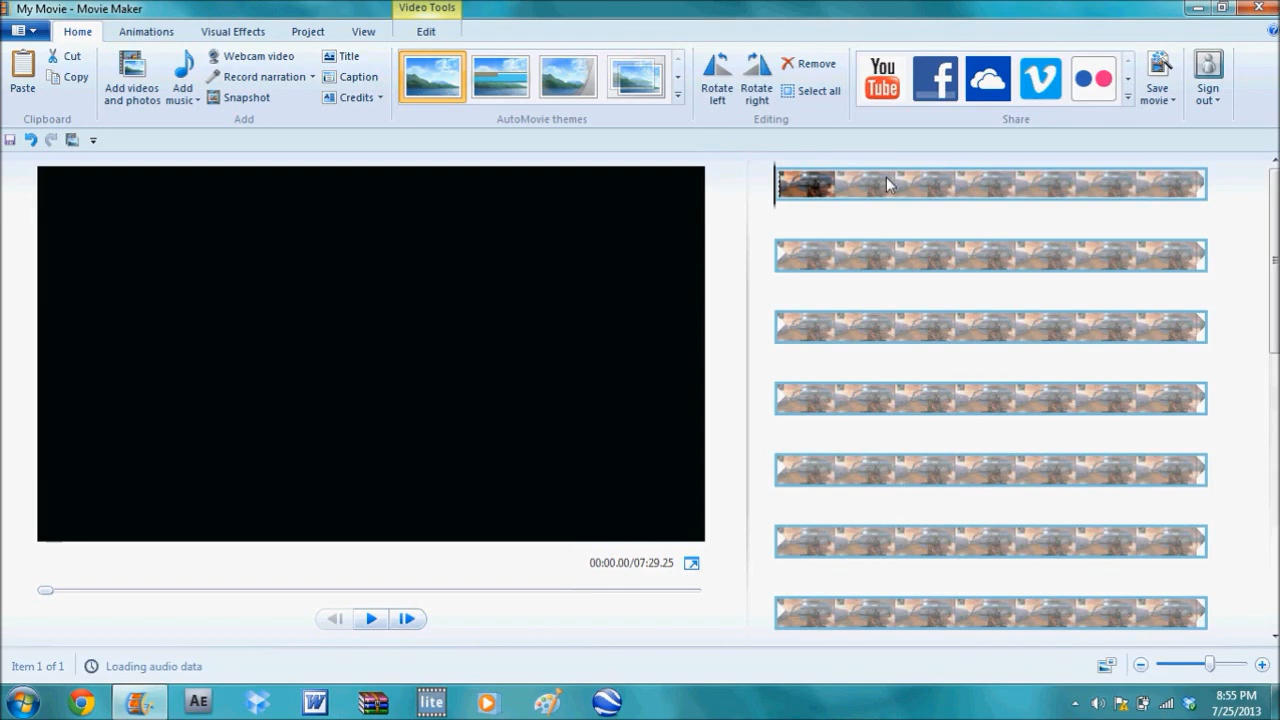 My Movie - Movie Maker
Video Tools
Home
Animations
Visual Effects
Project
View
Edit
Paste
Cut
Copy
Clipboard
Add videos
and photos
Add
music
Webcam video
Record narration
Snapshot
Title
Caption
Credits
Add
AutoMovie themes
Rotate
left
Rotate
right
Remove
Select all
Editing
You
Tube
Share
Save
movie
Sign
out
00:00.00/07:29.25
Item 1 of 1
Loading audio data
AE
W
lite
8:55 PM
7/25/2013